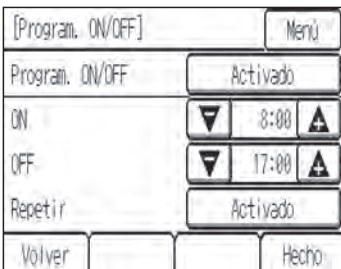 [Program. ON/OFF] Menú
Program. ON/OFF Activado
ON 8:00
OFF 17:00
Repetir Activado
Volver Hecho